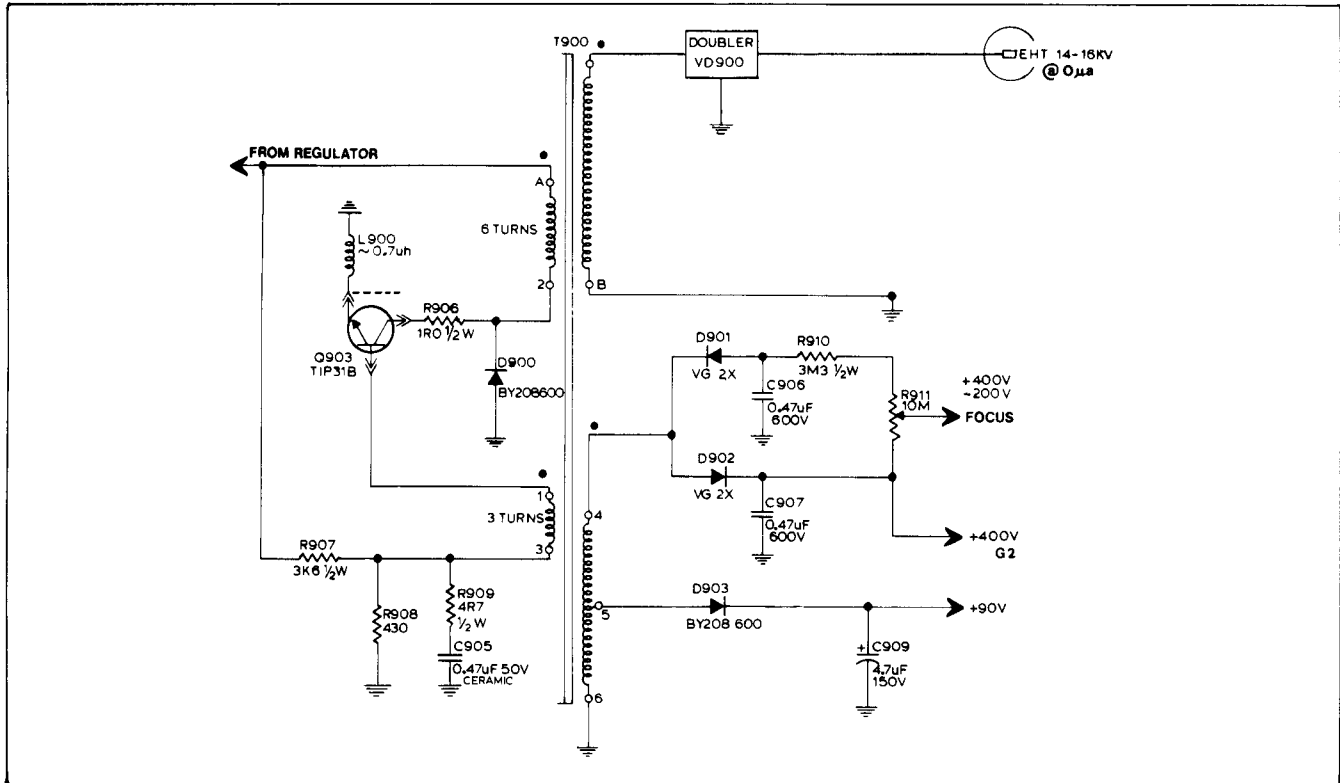 T900
DOUBLER
VD900
EHT 14-16KV
@ 0µa
FROM REGULATOR
A
6 TURNS
2
L900
~0.7uh
R906
1R0 ½ W
Q903
TIP31B
D900
BY208600
B
D901
VG 2X
R910
3M3 ½W
C906
0.47uF
600V
R911
10M
+400V
~200V
FOCUS
D902
VG 2X
C907
0.47uF
600V
+400V
G2
1
3 TURNS
3
4
R907
3K6 ½W
R908
430
R909
4R7
½ W
C905
0.47uF 50V
CERAMIC
5
D903
BY208 600
+90V
+
C909
4.7uF
150V
6